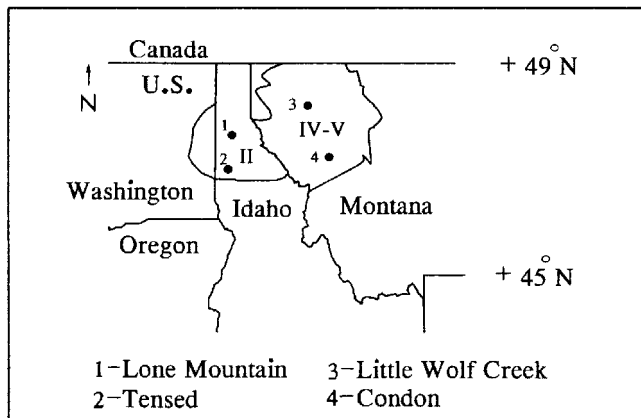 Canada
+ 49° N
U.S.
N
3
IV-V
1
II
4
2
Washington
Idaho
Montana
Oregon
+ 45° N
1-Lone Mountain
3-Little Wolf Creek
2-Tensed
4-Condon